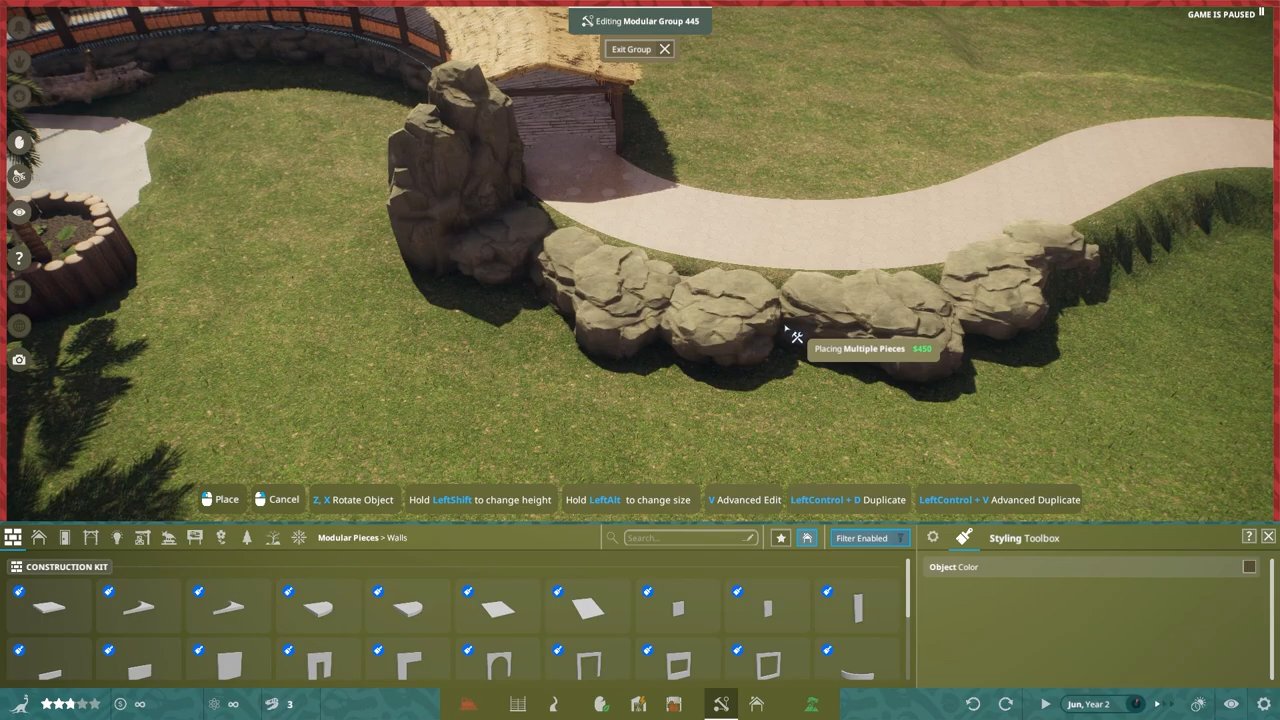 Editing Modular Group 445
GAME IS PAUSED
Exit Group
Placing Multiple Pieces $450
Place
Cancel
Z, X Rotate Object
Hold LeftShift to change height
Hold LeftAlt to change size
V Advanced Edit
LeftControl + D Duplicate
LeftControl + V Advanced Duplicate
Modular Pieces > Walls
Search...
Filter Enabled
Styling Toolbox
?
CONSTRUCTION KIT
Object Color
3
Jun, Year 2